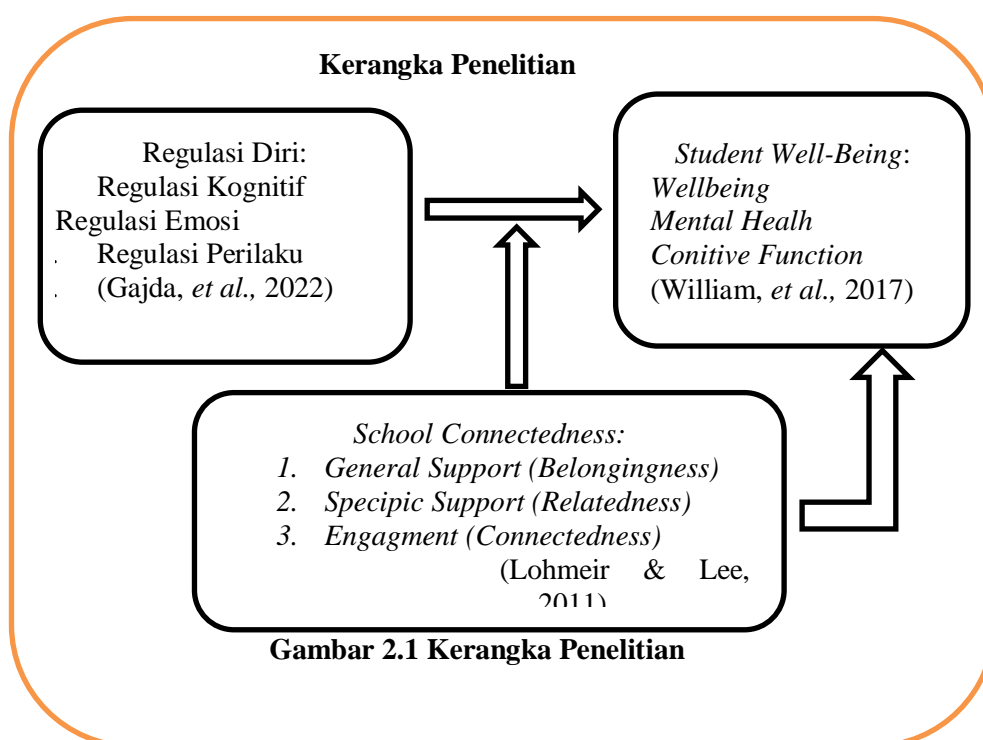 Kerangka Penelitian
Regulasi Diri:
Regulasi Kognitif
Regulasi Emosi
. Regulasi Perilaku
. (Gajda, et al., 2022)
Student Well-Being:
Wellbeing
Mental Healh
Conitive Function
(William, et al., 2017)
School Connectedness:
1. General Support (Belongingness)
2. Specipic Support (Relatedness)
3. Engagment (Connectedness)
(Lohmeir & Lee,
2011)
Gambar 2.1 Kerangka Penelitian